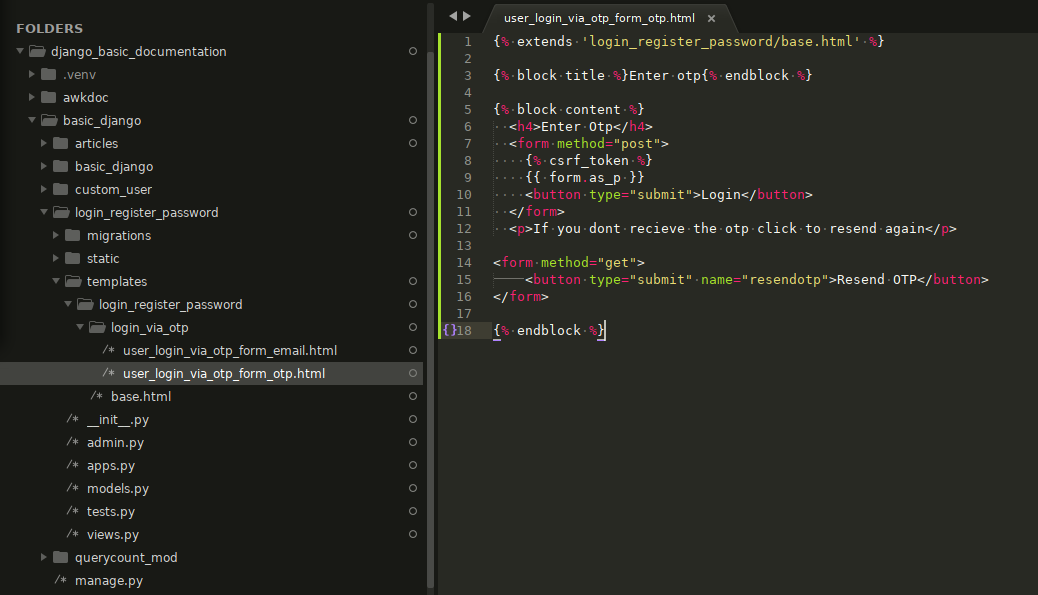 FOLDERS
django_basic_documentation
.venv
awkdoc
basic_django
articles
basic_django
custom_user
login_register_password
migrations
static
templates
login_register_password
login_via_otp
/* user_login_via_otp_form_email.html
/* user_login_via_otp_form_otp.html
/* base.html
/* __init__.py
/* admin.py
/* apps.py
/* models.py
/* tests.py
/* views.py
querycount_mod
/* manage.py
user_login_via_otp_form_otp.html ×
1 {% extends 'login_register_password/base.html' %}
2
3 {% block title %}Enter otp{% endblock %}
4
5 {% block content %}
6 <h4>Enter Otp</h4>
7 <form method="post">
8 {% csrf_token %}
9 {{ form.as_p }}
10 <button type="submit">Login</button>
11 </form>
12 <p>If you dont recieve the otp click to resend again</p>
13
14 <form method="get">
15 <button type="submit" name="resendotp">Resend OTP</button>
16 </form>
17
{}18 {% endblock %}